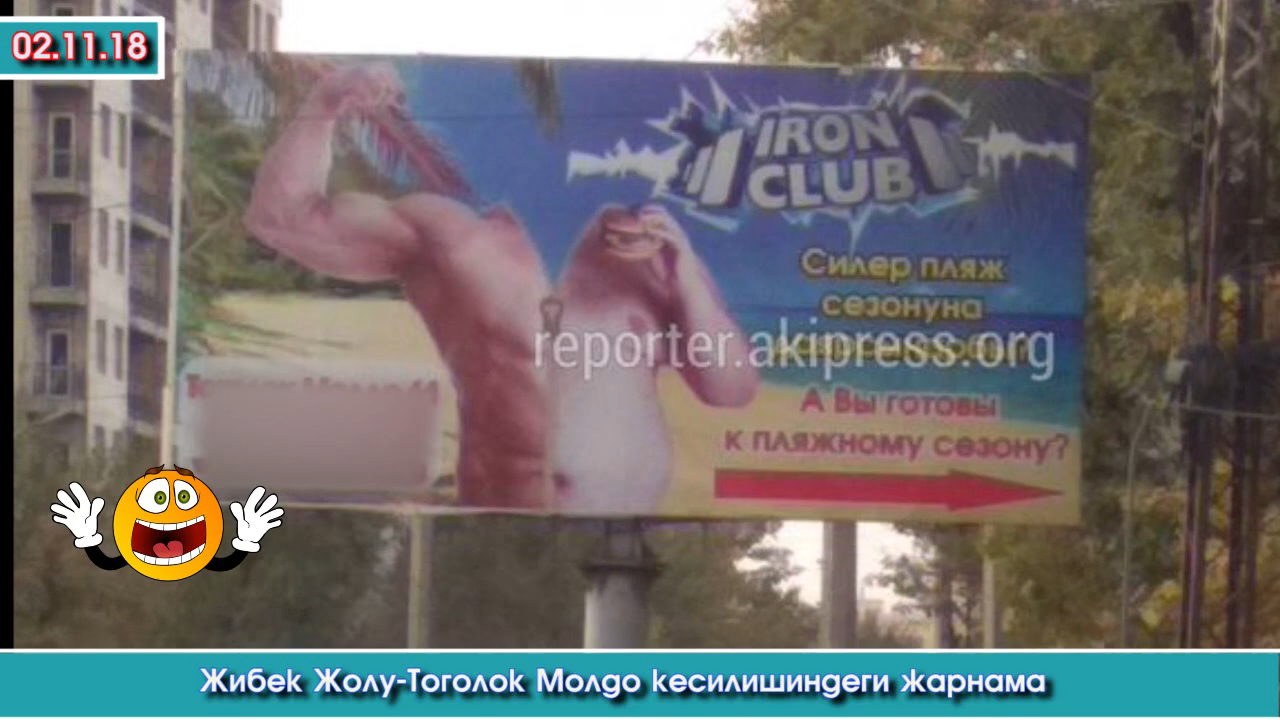 02.11.18
IRON
CLUB
Силер пляж
сезонуна
reporter.akipress.org
А Вы готовы
к пляжному сезону?
Жибек Жолу-Тоголок Молдо кесилишиндеги жарнама